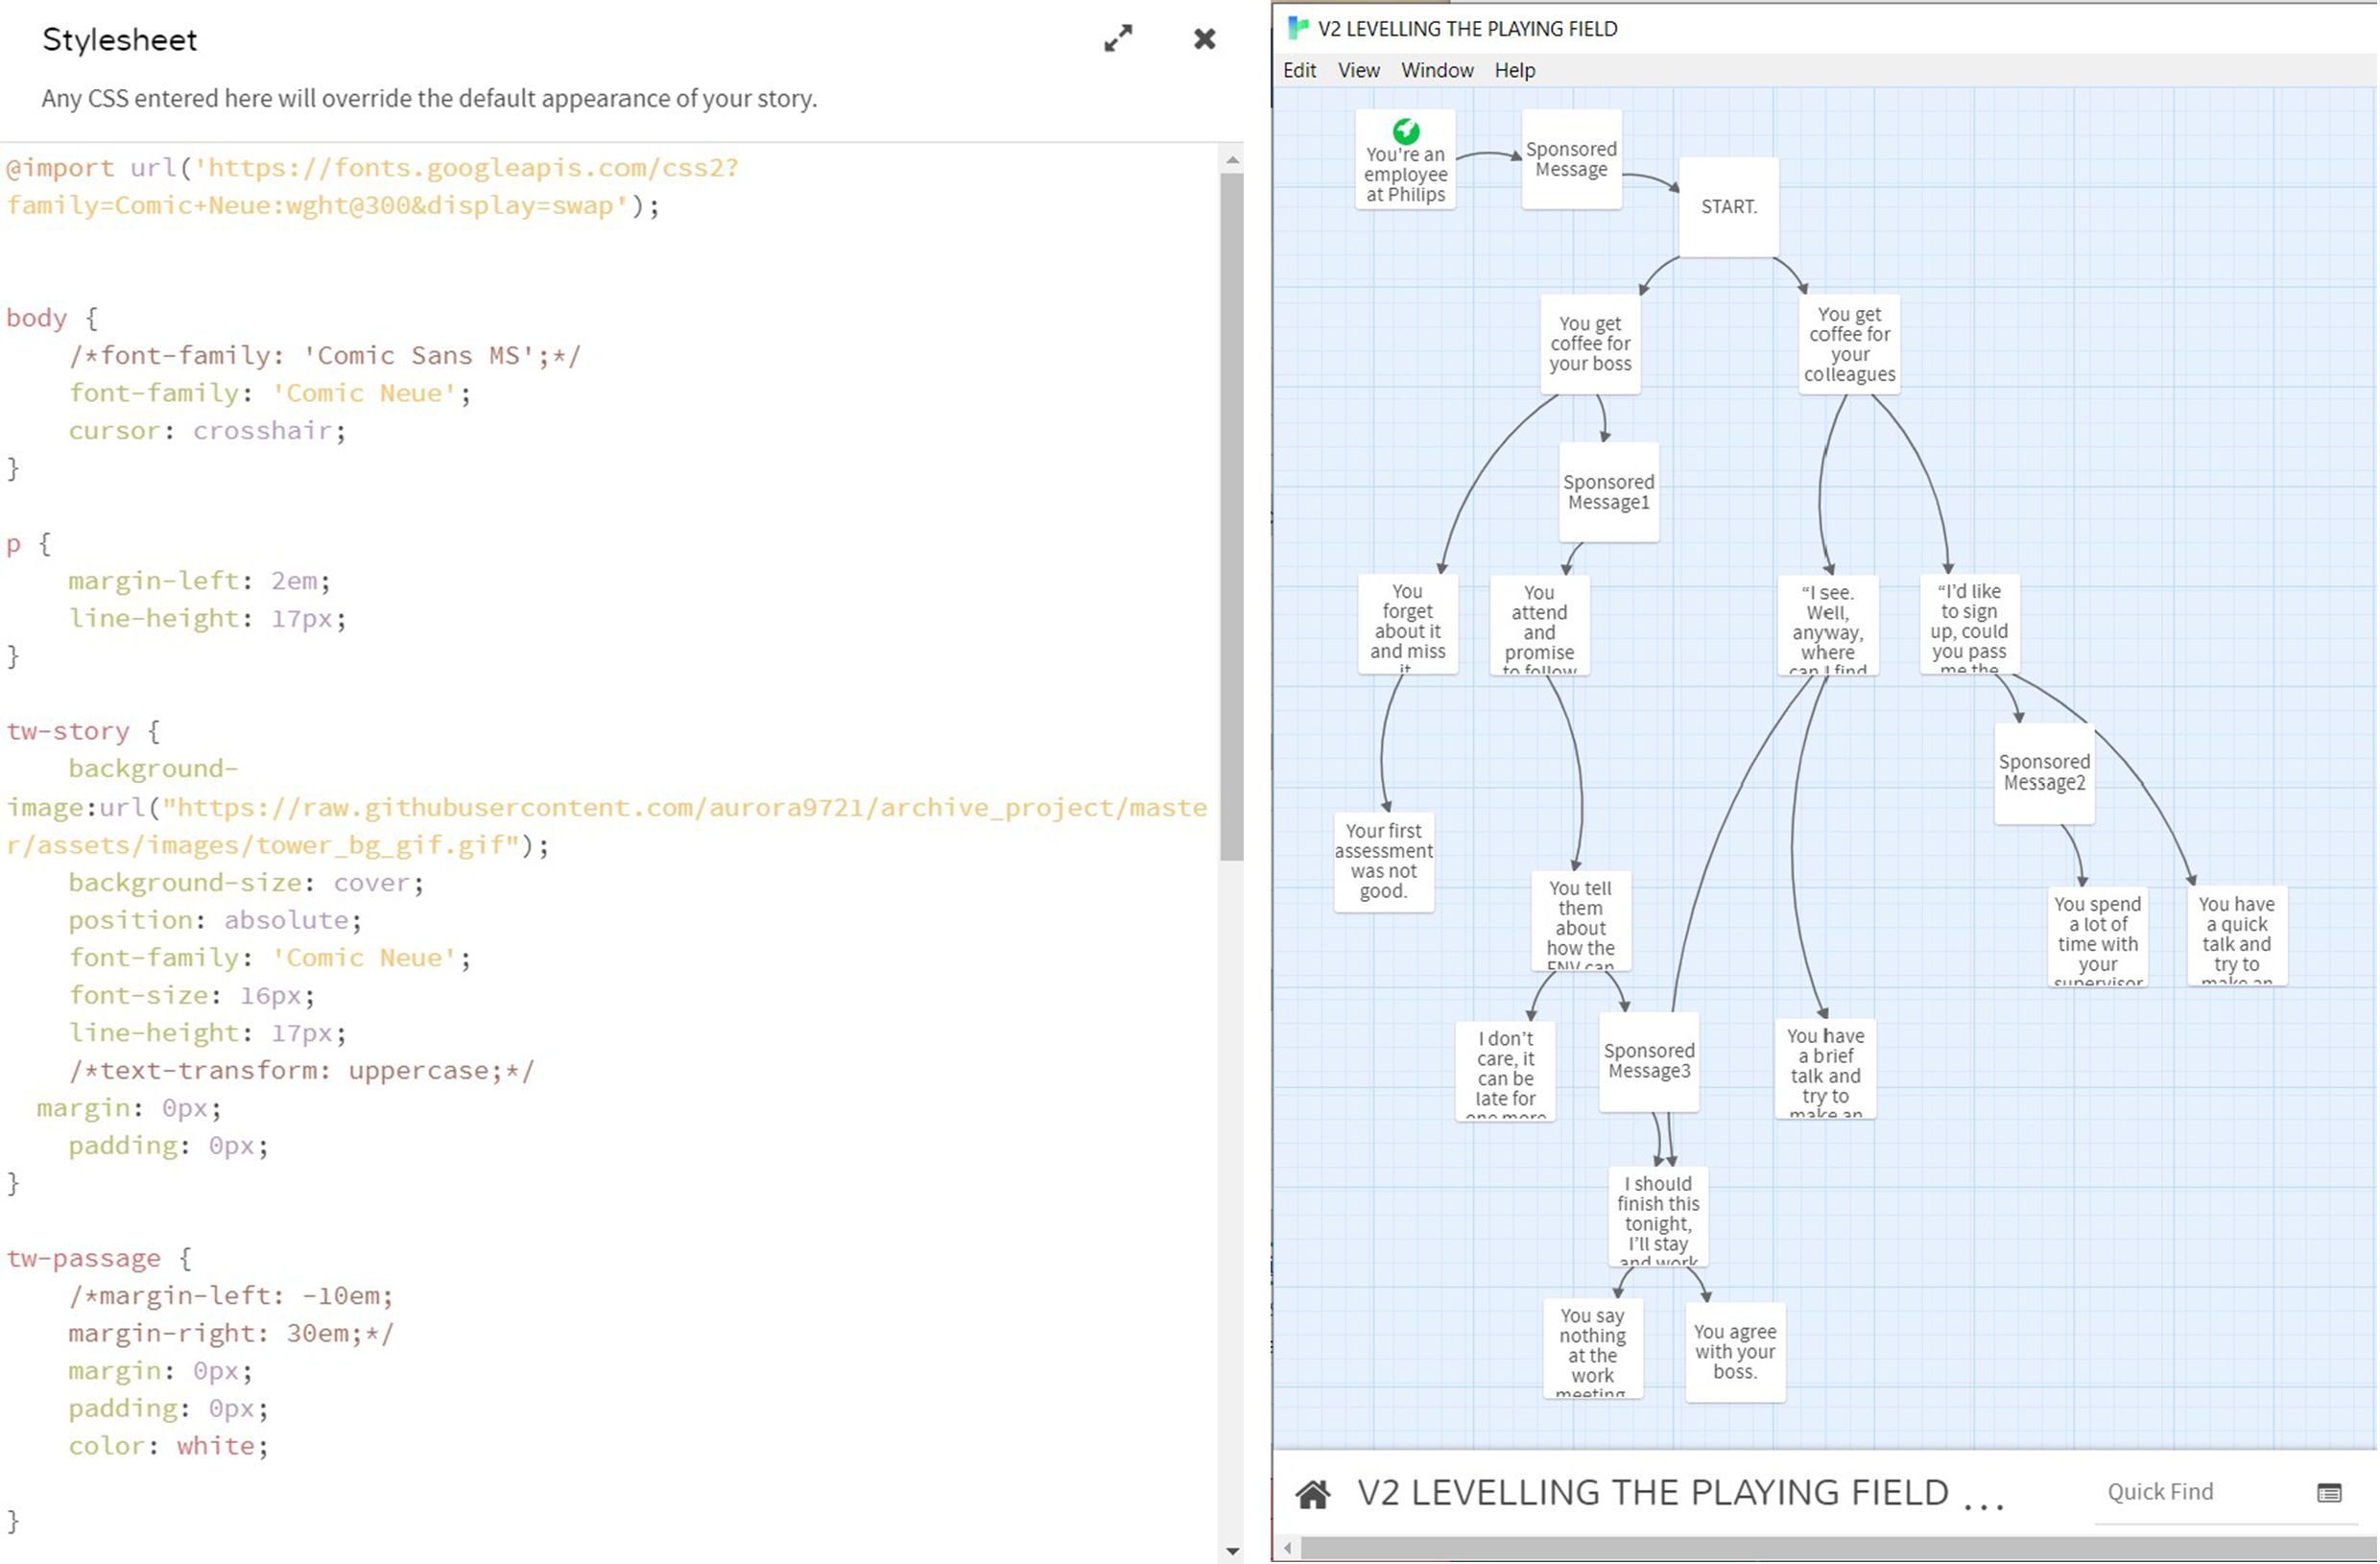 Stylesheet
Any CSS entered here will override the default appearance of your story.
@import url('https://fonts.googleapis.com/css2?
family=Comic+Neue:wght@300&display=swap');
body {
/*font-family: 'Comic Sans MS';*/
font-family: 'Comic Neue';
cursor: crosshair;
}
p {
margin-left: 2em;
line-height: 17px;
}
tw-story {
background-
image:url("https://raw.githubusercontent.com/aurora9721/archive_project/maste
r/assets/images/tower_bg_gif.gif");
background-size: cover;
position: absolute;
font-family: 'Comic Neue';
font-size: 16px;
line-height: 17px;
/*text-transform: uppercase;*/
margin: 0px;
padding: 0px;
}
tw-passage {
/*margin-left: -10em;
margin-right: 30em;*/
margin: 0px;
padding: 0px;
color: white;
}
V2 LEVELLING THE PLAYING FIELD
Edit View Window Help
You're an
employee
at Philips
Sponsored
Message
START.
You get
coffee for
your boss
You get
coffee for
your
colleagues
Sponsored
Message1
You
forget
about it
and miss
it
You
attend
and
promise
to follow
“I see.
Well,
anyway,
where
can I find
“I’d like
to sign
up, could
you pass
me the
Sponsored
Message2
Your first
assessment
was not
good.
You tell
them
about
how the
ENV can
You spend
a lot of
time with
your
supervisor
You have
a quick
talk and
try to
make an
I don’t
care, it
can be
late for
one more
Sponsored
Message3
You have
a brief
talk and
try to
make an
I should
finish this
tonight,
I’ll stay
and work
You say
nothing
at the
work
meeting
You agree
with your
boss.
V2 LEVELLING THE PLAYING FIELD ...
Quick Find